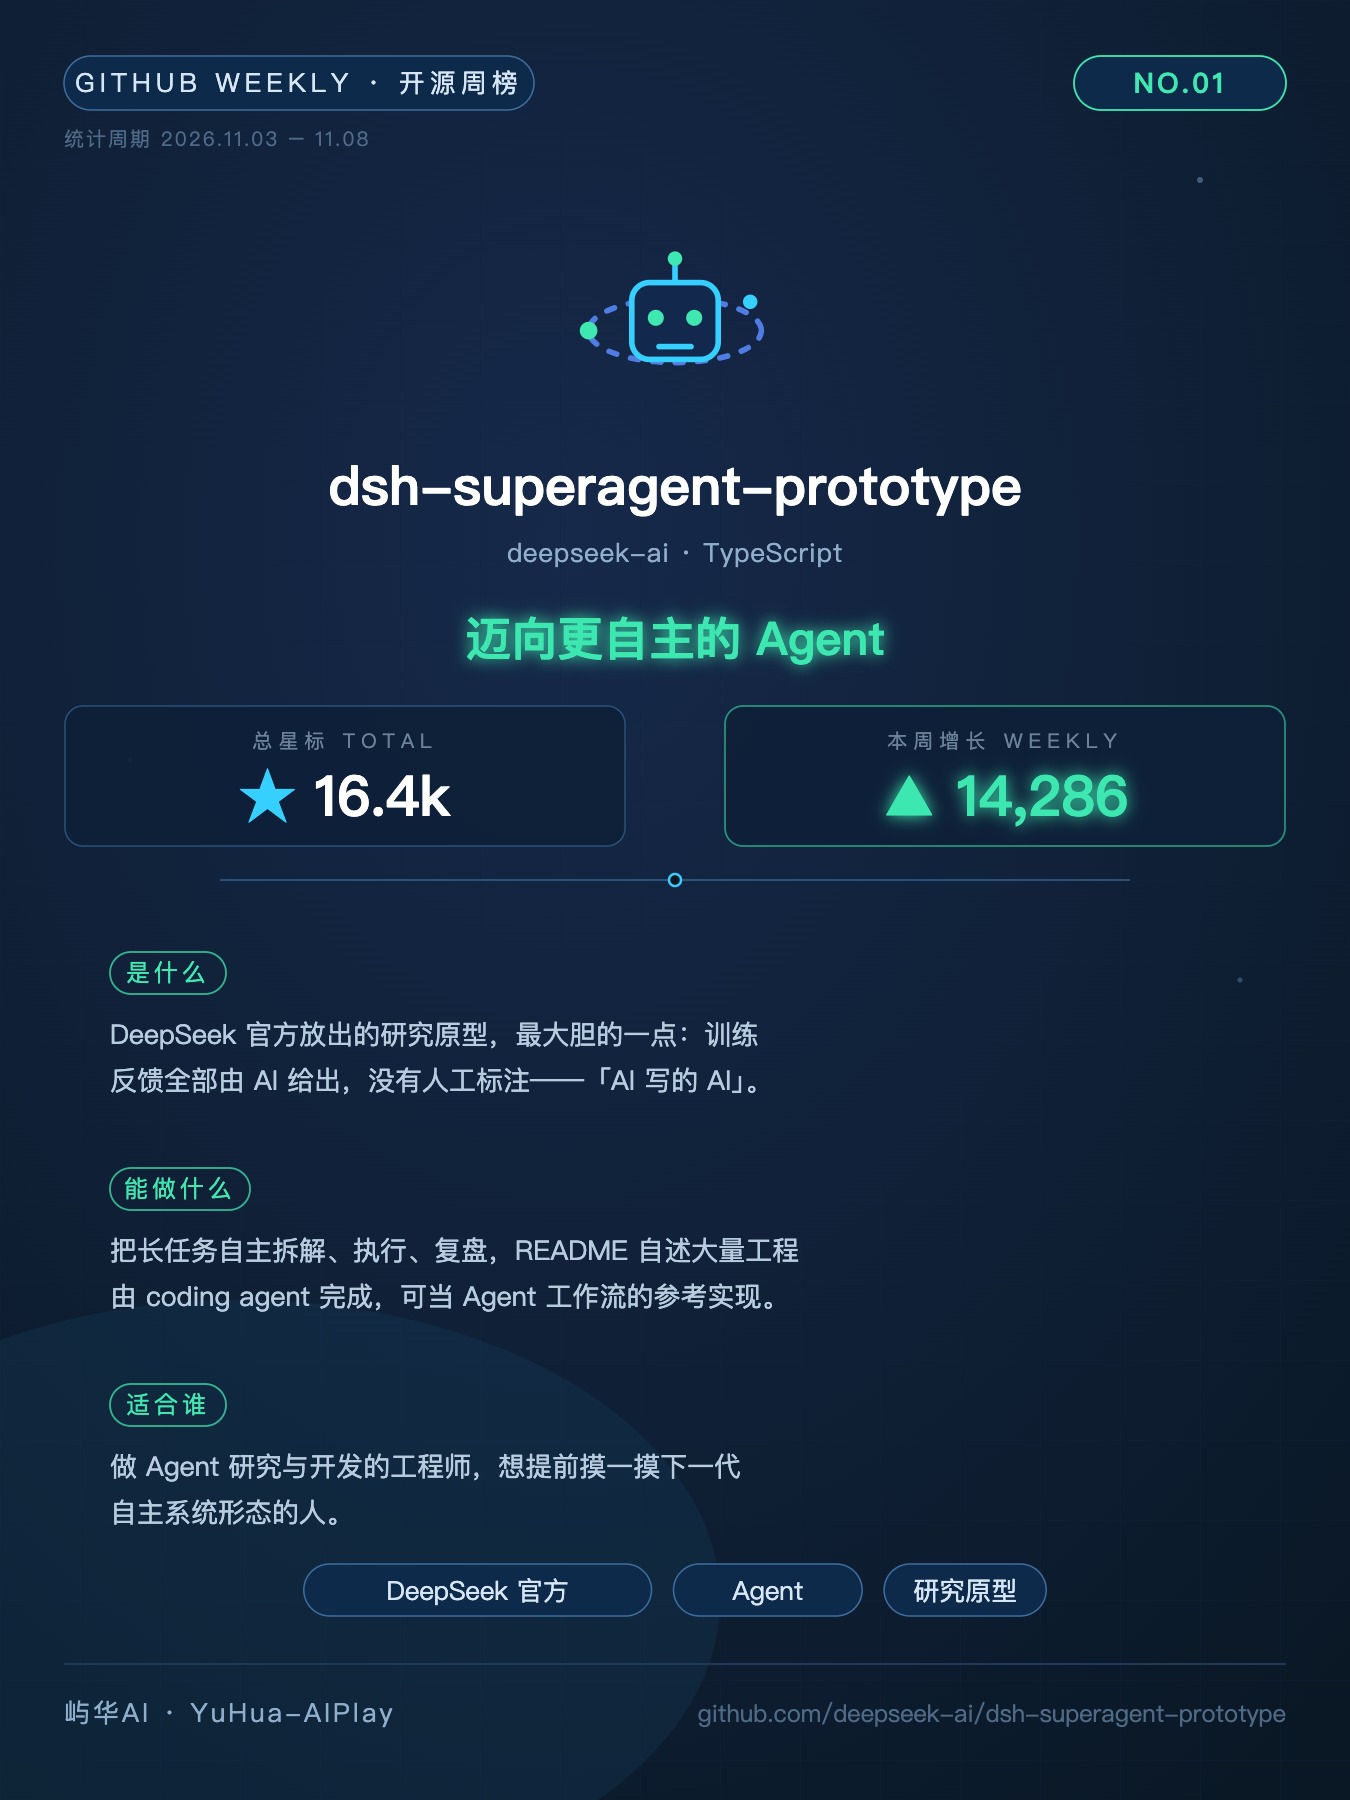 GITHUB WEEKLY · 开源周榜
NO.01
统计周期 2026.11.03 — 11.08
dsh-superagent-prototype
deepseek-ai · TypeScript
迈向更自主的 Agent
总星标 TOTAL
★ 16.4k
本周增长 WEEKLY
▲ 14,286
是什么
DeepSeek 官方放出的研究原型，最大胆的一点：训练
反馈全部由 AI 给出，没有人工标注——「AI 写的 AI」。
能做什么
把长任务自主拆解、执行、复盘，README 自述大量工程
由 coding agent 完成，可当 Agent 工作流的参考实现。
适合谁
做 Agent 研究与开发的工程师，想提前摸一摸下一代
自主系统形态的人。
DeepSeek 官方
Agent
研究原型
屿华AI · YuHua-AIPlay
github.com/deepseek-ai/dsh-superagent-prototype